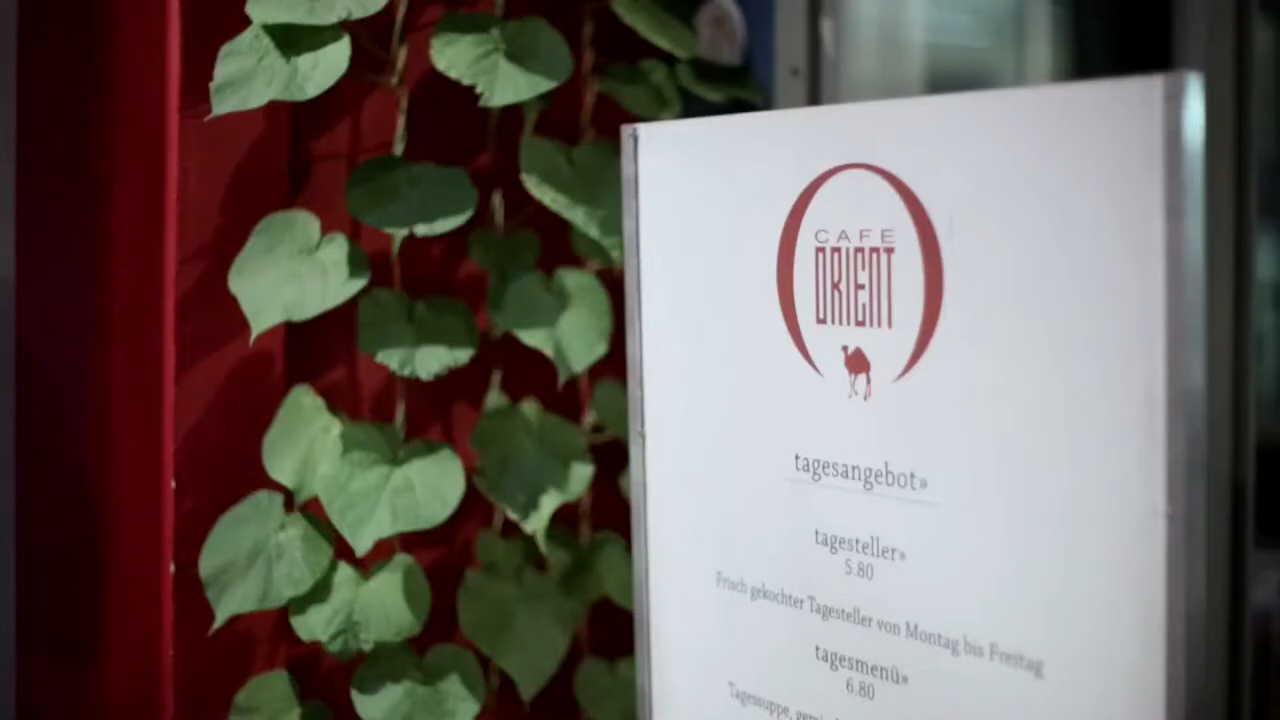 CAFE
ORIENT
tagesangebot»
tagesteller»
5.80
Frisch gekochter Tagesteller von Montag bis Freitag
tagesmenü»
6.80
Tagessuppe,